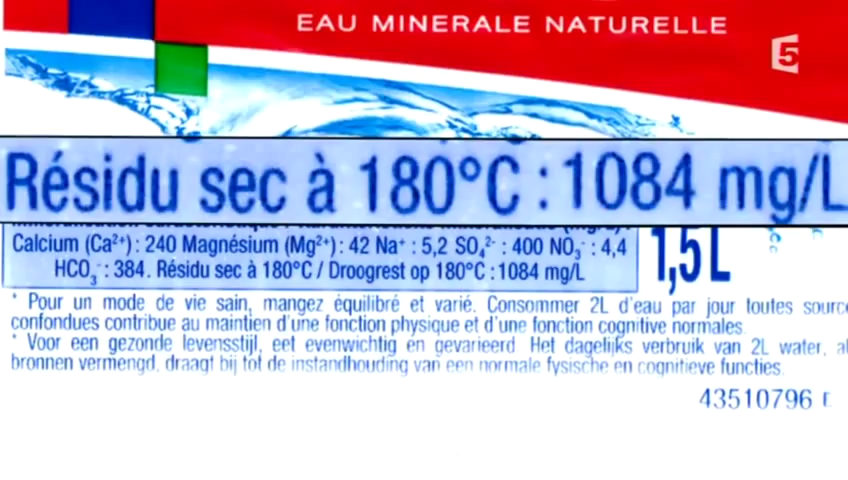 EAU MINERALE NATURELLE
5
Résidu sec à 180°C : 1084 mg/L
Calcium (Ca²⁺) : 240 Magnésium (Mg²⁺) : 42 Na⁺ : 5,2 SO₄²⁻ : 400 NO₃⁻ : 4,4
HCO₃⁻ : 384. Résidu sec à 180°C / Droogrest op 180°C : 1084 mg/L
1,5L
* Pour un mode de vie sain, mangez équilibré et varié. Consommer 2L d'eau par jour toutes
confondues contribue au maintien d'une fonction physique et d'une fonction cognitive normales.
* Voor een gezonde levensstijl, eet evenwichtig en gevarieerd. Het dagelijks verbruik van 2L water,
bronnen vermengd, draagt bij tot de instandhouding van een normale fysische en cognitieve functies.
43510796